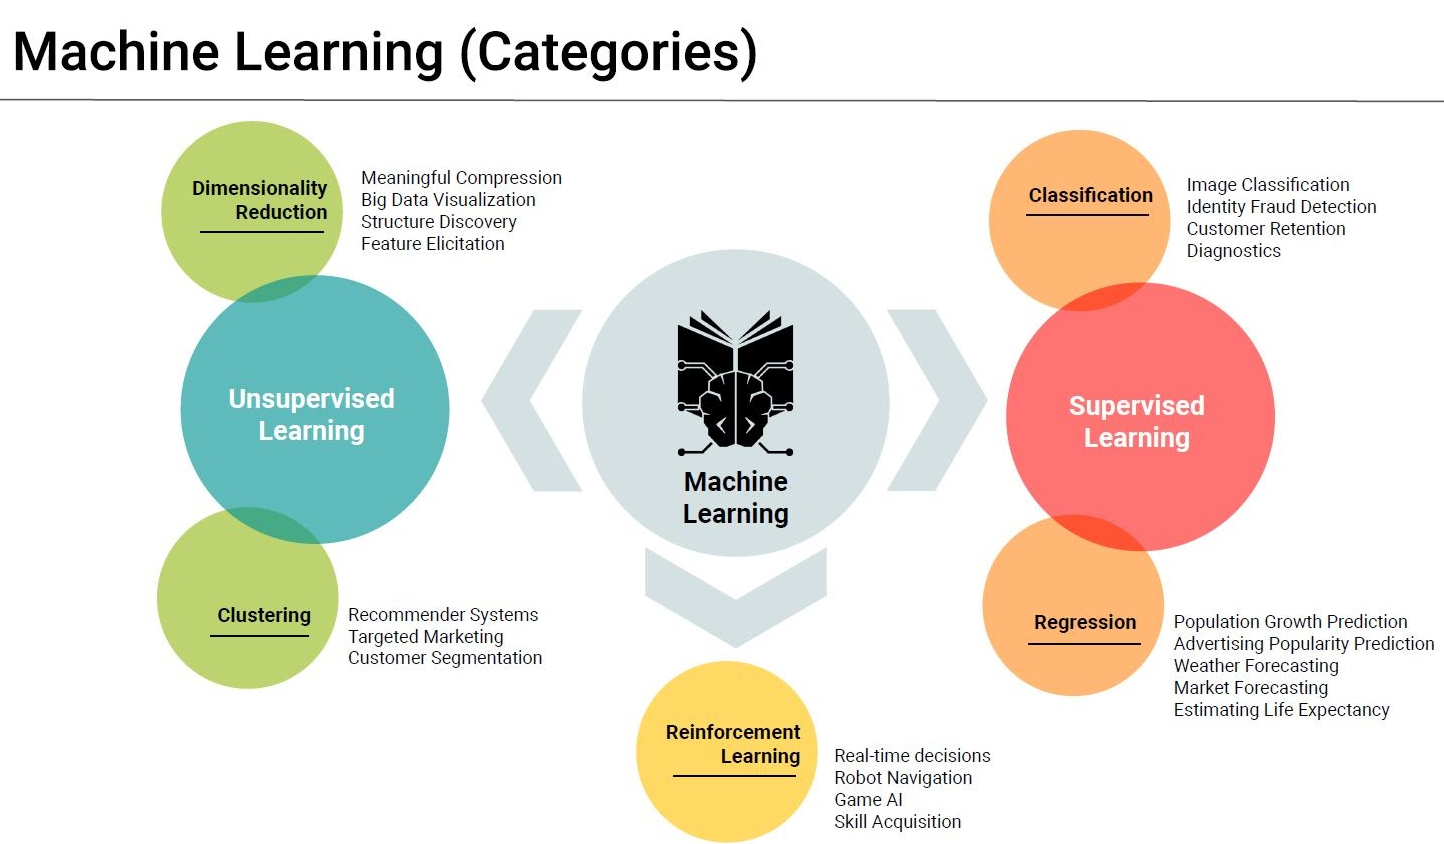 Machine Learning (Categories)
Dimensionality
Reduction
Meaningful Compression
Big Data Visualization
Structure Discovery
Feature Elicitation
Unsupervised
Learning
Clustering
Recommender Systems
Targeted Marketing
Customer Segmentation
Machine
Learning
Reinforcement
Learning
Real-time decisions
Robot Navigation
Game AI
Skill Acquisition
Classification
Image Classification
Identity Fraud Detection
Customer Retention
Diagnostics
Supervised
Learning
Regression
Population Growth Prediction
Advertising Popularity Prediction
Weather Forecasting
Market Forecasting
Estimating Life Expectancy